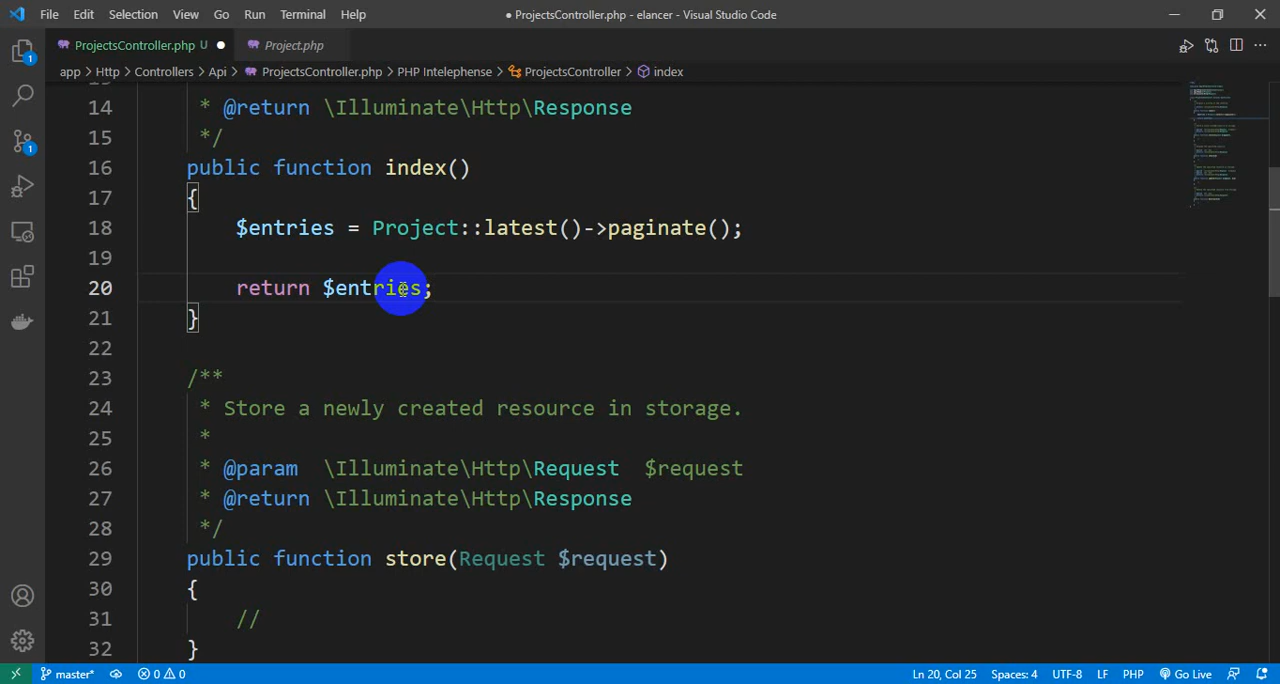 File Edit Selection View Go Run Terminal Help ● ProjectsController.php - elancer - Visual Studio Code
ProjectsController.php U ● Project.php
app > Http > Controllers > Api > ProjectsController.php > PHP Intelephense > ProjectsController > index
14 * @return \Illuminate\Http\Response
15 */
16 public function index()
17 {
18 $entries = Project::latest()->paginate();
19
20 return $entries;
21 }
22
23 /**
24 * Store a newly created resource in storage.
25 *
26 * @param \Illuminate\Http\Request $request
27 * @return \Illuminate\Http\Response
28 */
29 public function store(Request $request)
30 {
31 //
32 }
master* 0 0 Ln 20, Col 25 Spaces: 4 UTF-8 LF PHP Go Live